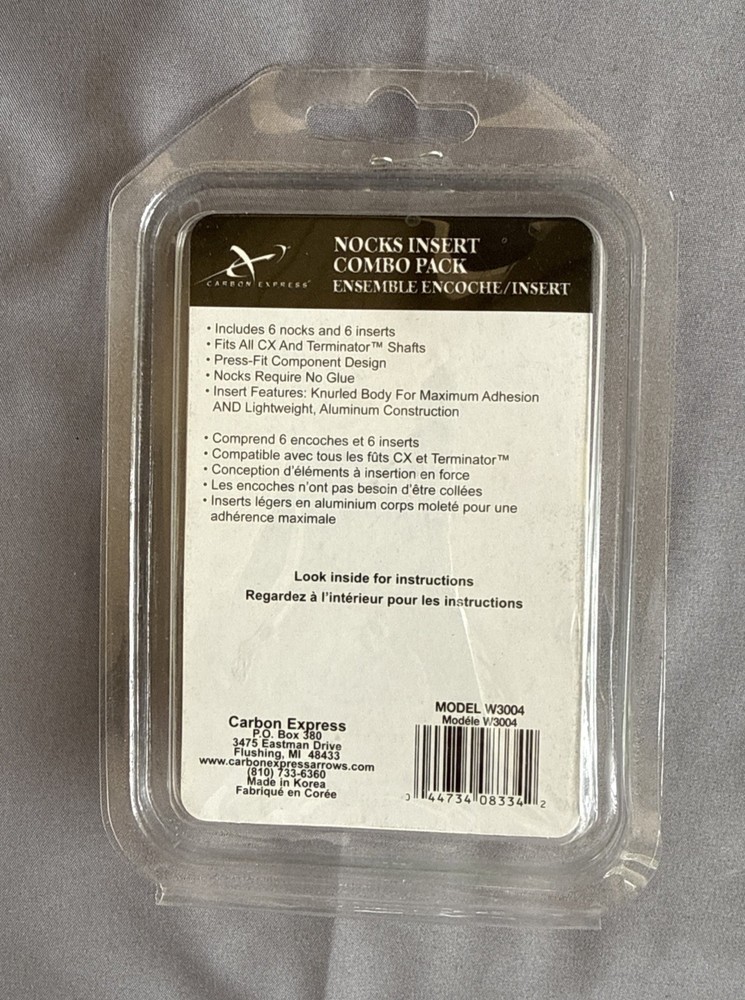 CARBON EXPRESS
NOCKS INSERT
COMBO PACK
ENSEMBLE ENCOCHE/INSERT
• Includes 6 nocks and 6 inserts
• Fits All CX And Terminator™ Shafts
• Press-Fit Component Design
• Nocks Require No Glue
• Insert Features: Knurled Body For Maximum Adhesion
AND Lightweight, Aluminum Construction
• Comprend 6 encoches et 6 inserts
• Compatible avec tous les fûts CX et Terminator™
• Conception d'éléments à insertion en force
• Les encoches n'ont pas besoin d'être collées
• Inserts légers en aluminium corps moleté pour une
adhérence maximale
Look inside for instructions
Regardez à l'intérieur pour les instructions
Carbon Express
P.O. Box 380
3475 Eastman Drive
Flushing, MI 48433
www.carbonexpressarrows.com
(810) 733-6360
Made in Korea
Fabriqué en Corée
MODEL W3004
Modéle W3004
0 44734 08334 2